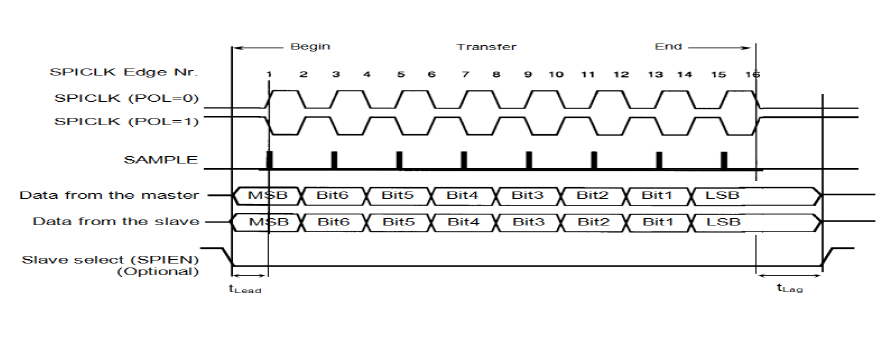 Begin Transfer End
SPICLK Edge Nr. 1 2 3 4 5 6 7 8 9 10 11 12 13 14 15 16
SPICLK (POL=0)
SPICLK (POL=1)
SAMPLE
Data from the master MSB Bit6 Bit5 Bit4 Bit3 Bit2 Bit1 LSB
Data from the slave MSB Bit6 Bit5 Bit4 Bit3 Bit2 Bit1 LSB
Slave select (SPIEN)
(Optional)
tLead tLag